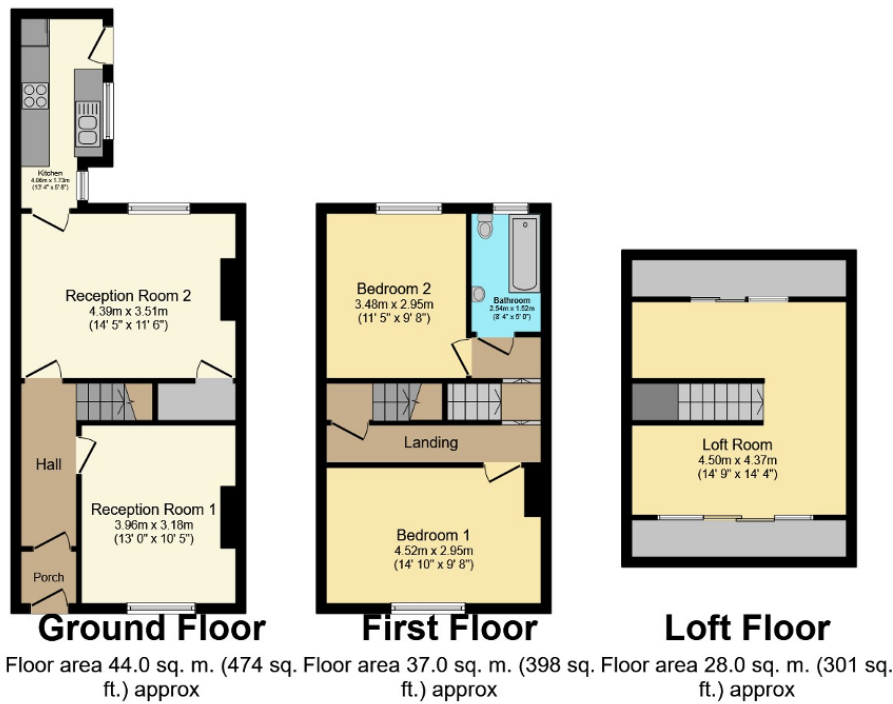 Kitchen
4.06m x 1.73m
(13' 4" x 5' 8")
Reception Room 2
4.39m x 3.51m
(14' 5" x 11' 6")
Hall
Reception Room 1
3.96m x 3.18m
(13' 0" x 10' 5")
Porch
Ground Floor
Floor area 44.0 sq. m. (474 sq.
ft.) approx
Bedroom 2
3.48m x 2.95m
(11' 5" x 9' 8")
Bathroom
2.54m x 1.52m
(8' 4" x 5' 0")
Landing
Bedroom 1
4.52m x 2.95m
(14' 10" x 9' 8")
First Floor
Floor area 37.0 sq. m. (398 sq.
ft.) approx
Loft Room
4.50m x 4.37m
(14' 9" x 14' 4")
Loft Floor
Floor area 28.0 sq. m. (301 sq.
ft.) approx